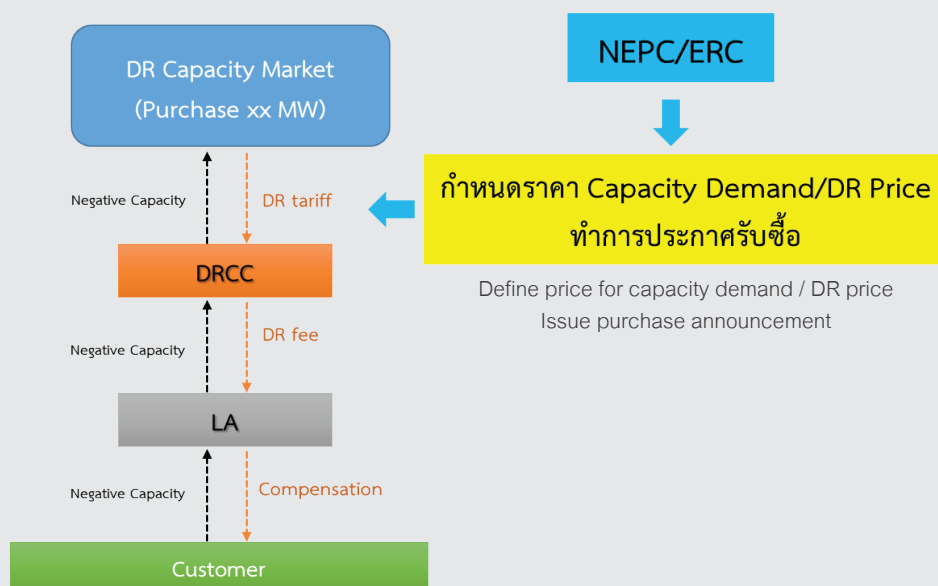 DR Capacity Market
(Purchase xx MW)
NEPC/ERC
Negative Capacity
DR tariff
กำหนดราคา Capacity Demand/DR Price
ทำการประกาศรับซื้อ
DRCC
Define price for capacity demand / DR price
Issue purchase announcement
Negative Capacity
DR fee
LA
Negative Capacity
Compensation
Customer